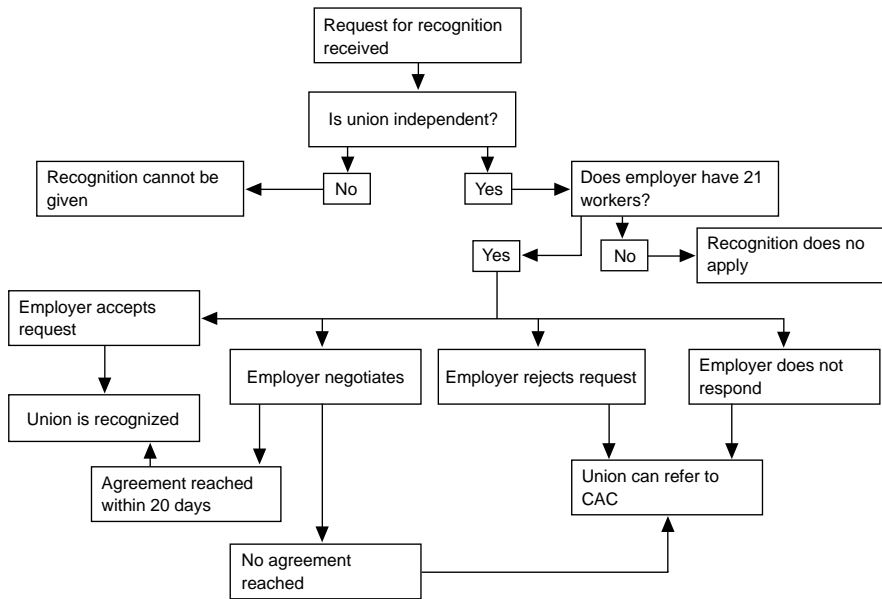 Request for recognition
received
Is union independent?
Recognition cannot be
given
No
Yes
Does employer have 21
workers?
Yes
No
Recognition does no
apply
Employer accepts
request
Employer negotiates
Employer rejects request
Employer does not
respond
Union is recognized
Agreement reached
within 20 days
Union can refer to
CAC
No agreement
reached